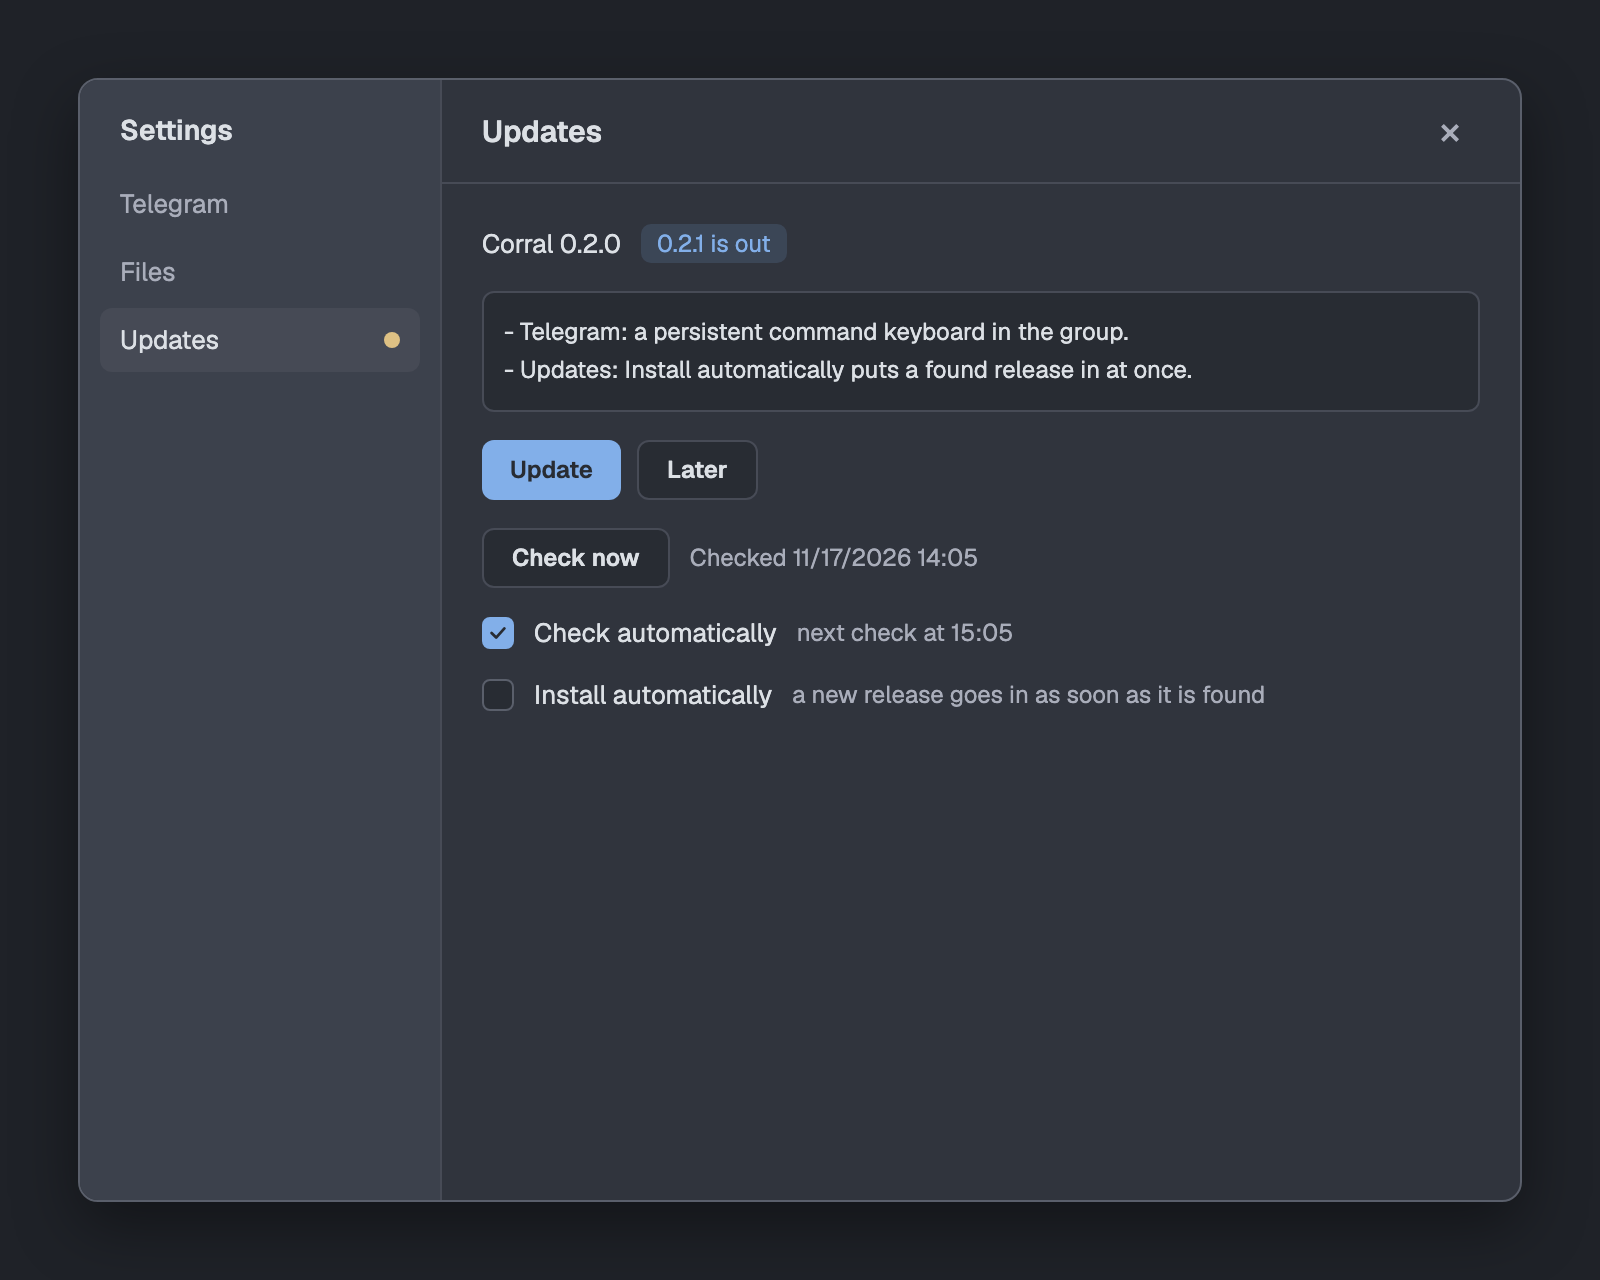 Settings
Telegram
Files
Updates
Updates
Corral 0.2.0 0.2.1 is out
- Telegram: a persistent command keyboard in the group.
- Updates: Install automatically puts a found release in at once.
Update Later
Check now Checked 11/17/2026 14:05
Check automatically next check at 15:05
Install automatically a new release goes in as soon as it is found